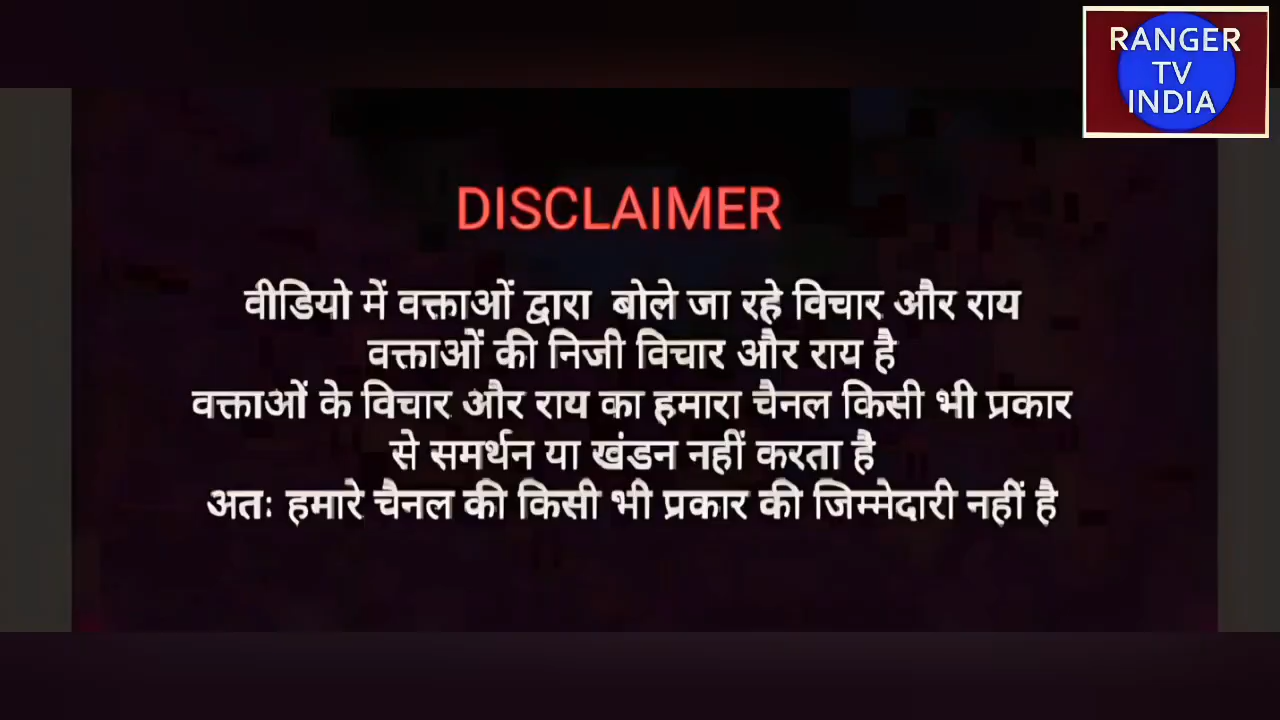 RANGER
TV
INDIA
DISCLAIMER
वीडियो में वक्ताओं द्वारा बोले जा रहे विचार और राय
वक्ताओं की निजी विचार और राय है
वक्ताओं के विचार और राय का हमारा चैनल किसी भी प्रकार
से समर्थन या खंडन नहीं करता है
अतः हमारे चैनल की किसी भी प्रकार की जिम्मेदारी नहीं है